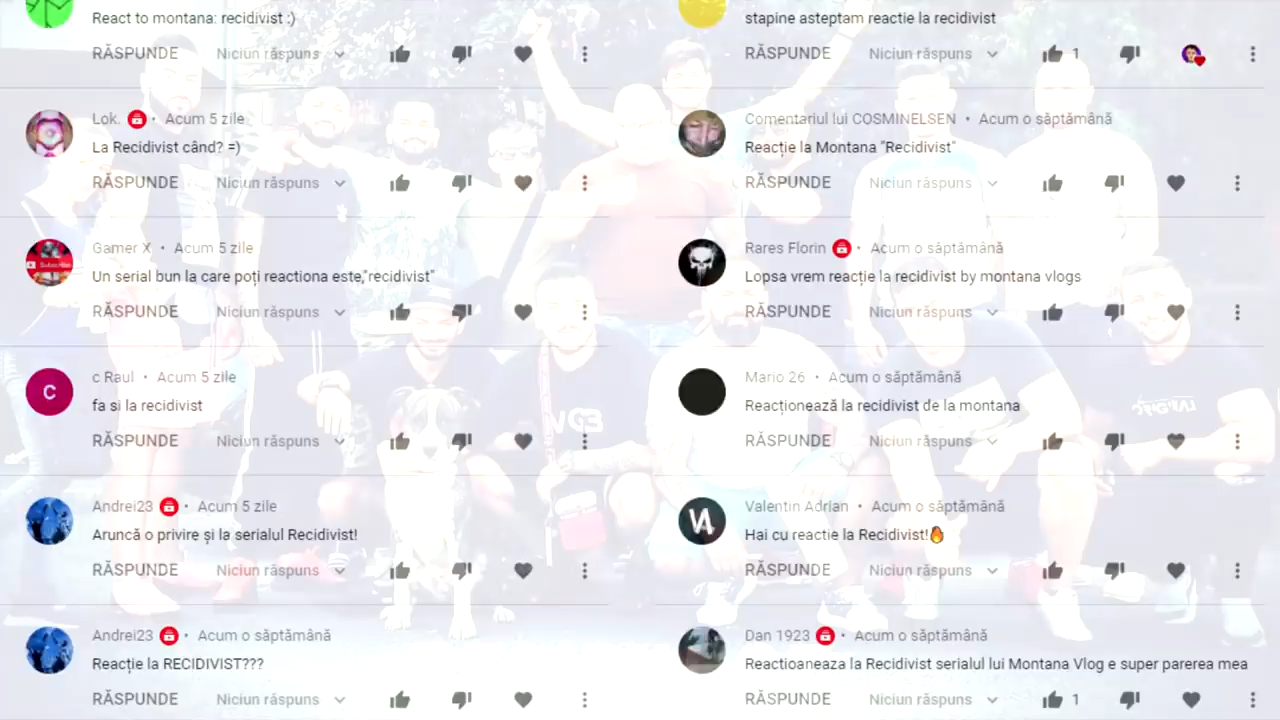 React to montana: recidivist :)
RĂSPUNDE Niciun răspuns
Lok. • Acum 5 zile
La Recidivist când? =)
RĂSPUNDE Niciun răspuns
Gamer X • Acum 5 zile
Un serial bun la care poți reactiona este,"recidivist"
RĂSPUNDE Niciun răspuns
C
c Raul • Acum 5 zile
fa si la recidivist
RĂSPUNDE Niciun răspuns
Andrei23 • Acum 5 zile
Aruncă o privire și la serialul Recidivist!
RĂSPUNDE Niciun răspuns
Andrei23 • Acum o săptămână
Reacție la RECIDIVIST???
RĂSPUNDE Niciun răspuns
stapine asteptam reactie la recidivist
RĂSPUNDE Niciun răspuns 1
Comentariul lui COSMINELSEN • Acum o săptămână
Reacție la Montana "Recidivist"
RĂSPUNDE Niciun răspuns
Rares Florin • Acum o săptămână
Lopsa vrem reacție la recidivist by montana vlogs
RĂSPUNDE Niciun răspuns
Mario 26 • Acum o săptămână
Reacționează la recidivist de la montana
RĂSPUNDE Niciun răspuns
Valentin Adrian • Acum o săptămână
Hai cu reactie la Recidivist!🔥
RĂSPUNDE Niciun răspuns
Dan 1923 • Acum o săptămână
Reactioaneaza la Recidivist serialul lui Montana Vlog e super parerea mea
RĂSPUNDE Niciun răspuns 1